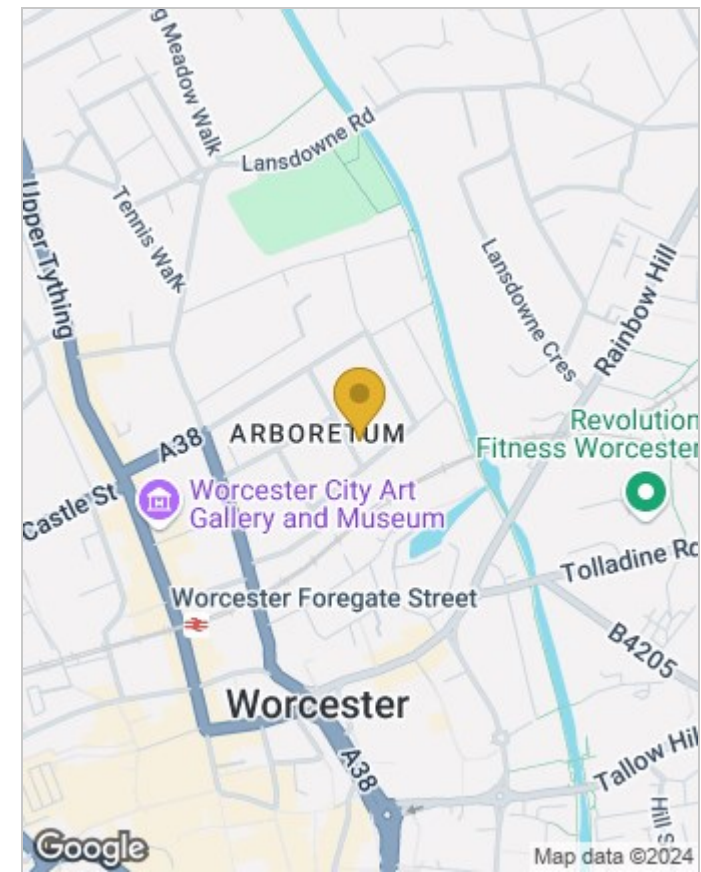 g Meadow Walk
Lansdowne Rd
Upper Tything
Tennis Walk
Lansdowne Cres
Rainbow Hill
ARBORETUM
A38
Revolution
Fitness Worcester
Castle St
Worcester City Art
Gallery and Museum
Tolladine Rd
Worcester Foregate Street
B4205
Worcester
A38
Tallow Hil
Hill S
Google
Map data ©2024